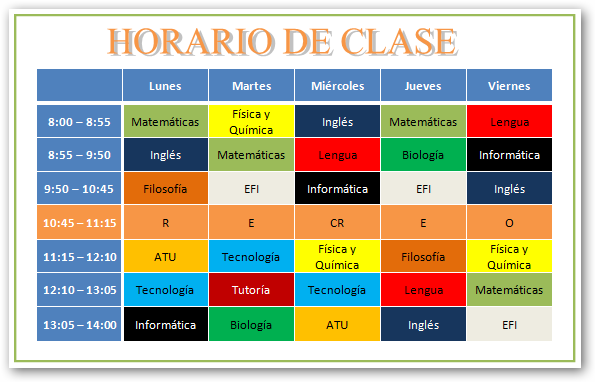 HORARIO DE CLASE
Lunes Martes Miércoles Jueves Viernes
8:00 – 8:55 Matemáticas Física y Química Inglés Matemáticas Lengua
8:55 – 9:50 Inglés Matemáticas Lengua Biología Informática
9:50 – 10:45 Filosofía EFI Informática EFI Inglés
10:45 – 11:15 R E CR E O
11:15 – 12:10 ATU Tecnología Física y Química Filosofía Física y Química
12:10 – 13:05 Tecnología Tutoría Tecnología Lengua Matemáticas
13:05 – 14:00 Informática Biología ATU Inglés EFI